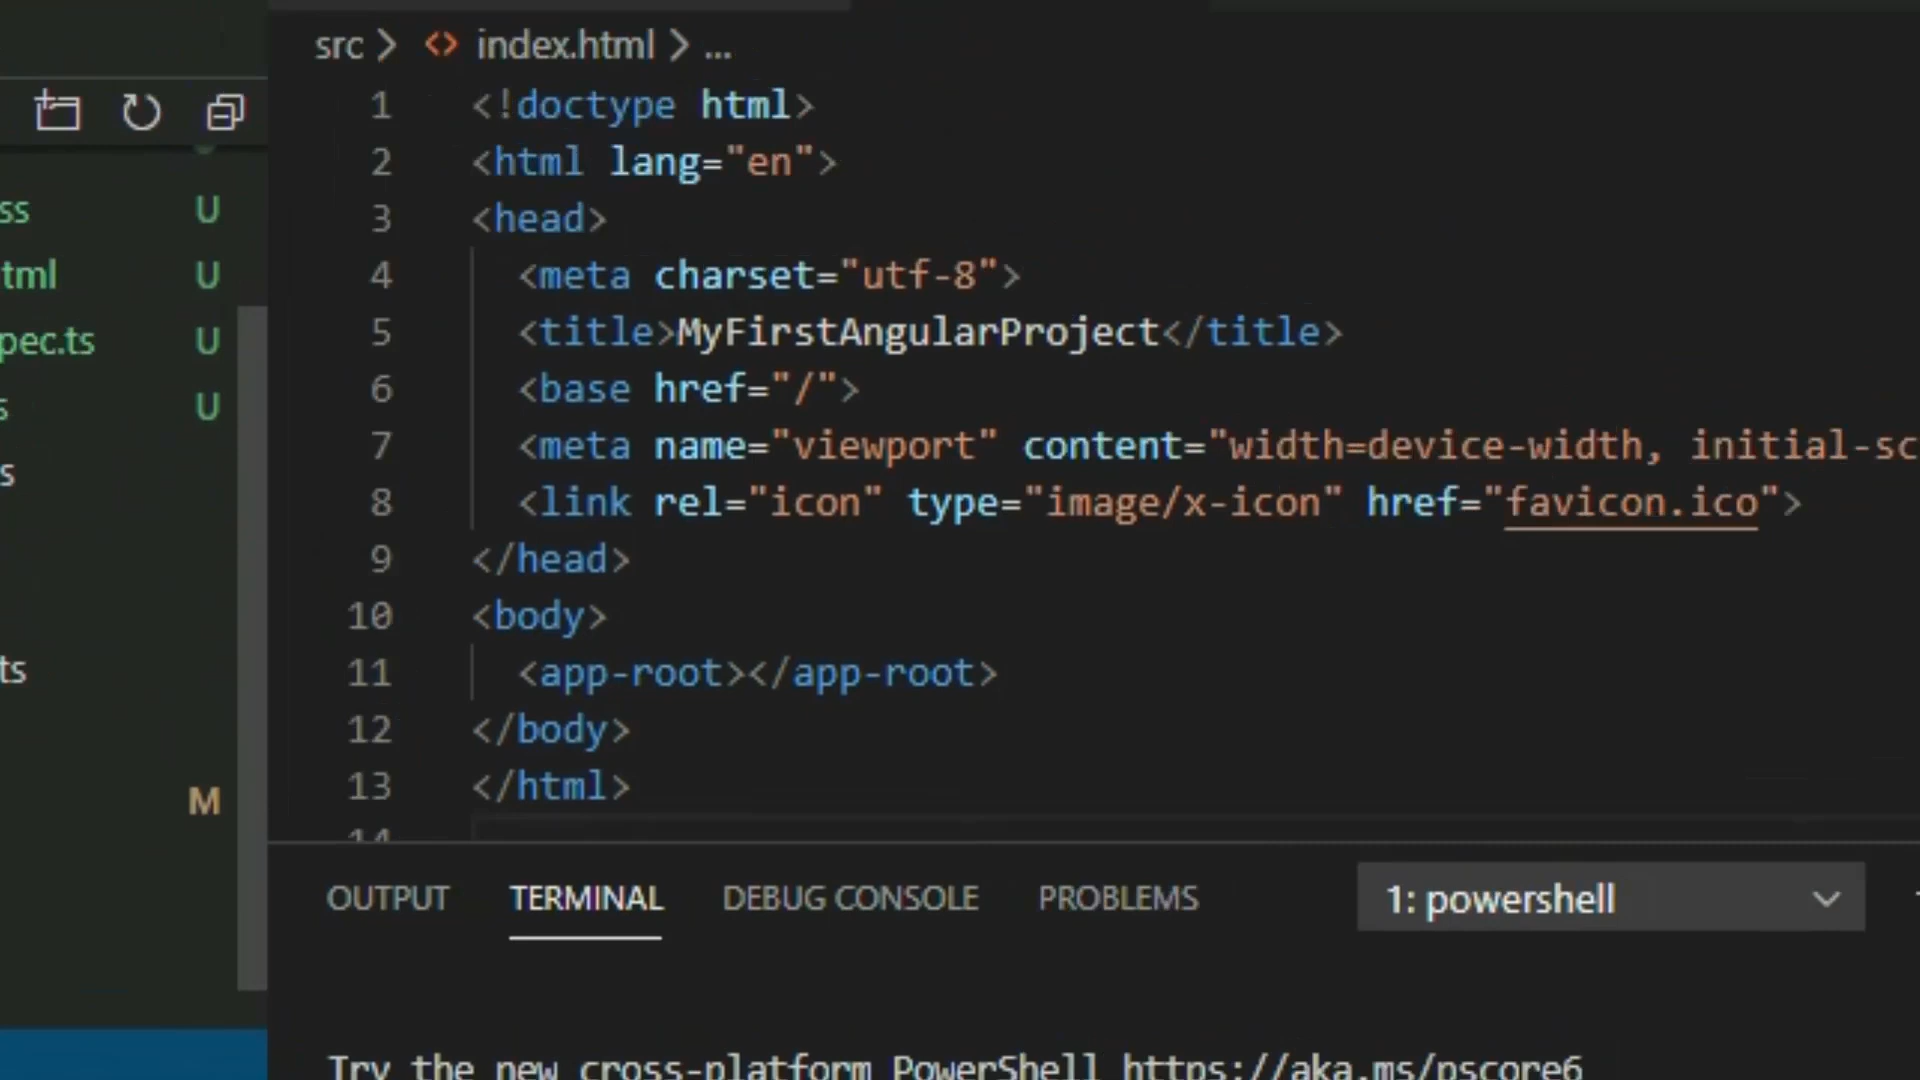 src > <> index.html > ...
1 <!doctype html>
2 <html lang="en">
3 <head>
4 <meta charset="utf-8">
5 <title>MyFirstAngularProject</title>
6 <base href="/">
7 <meta name="viewport" content="width=device-width, initial-sc
8 <link rel="icon" type="image/x-icon" href="favicon.ico">
9 </head>
10 <body>
11 <app-root></app-root>
12 </body>
13 </html>
14
ss U
tml U
pec.ts U
s U
s
ts
M
OUTPUT TERMINAL DEBUG CONSOLE PROBLEMS 1: powershell
Try the new cross-platform PowerShell https://aka.ms/pscore6